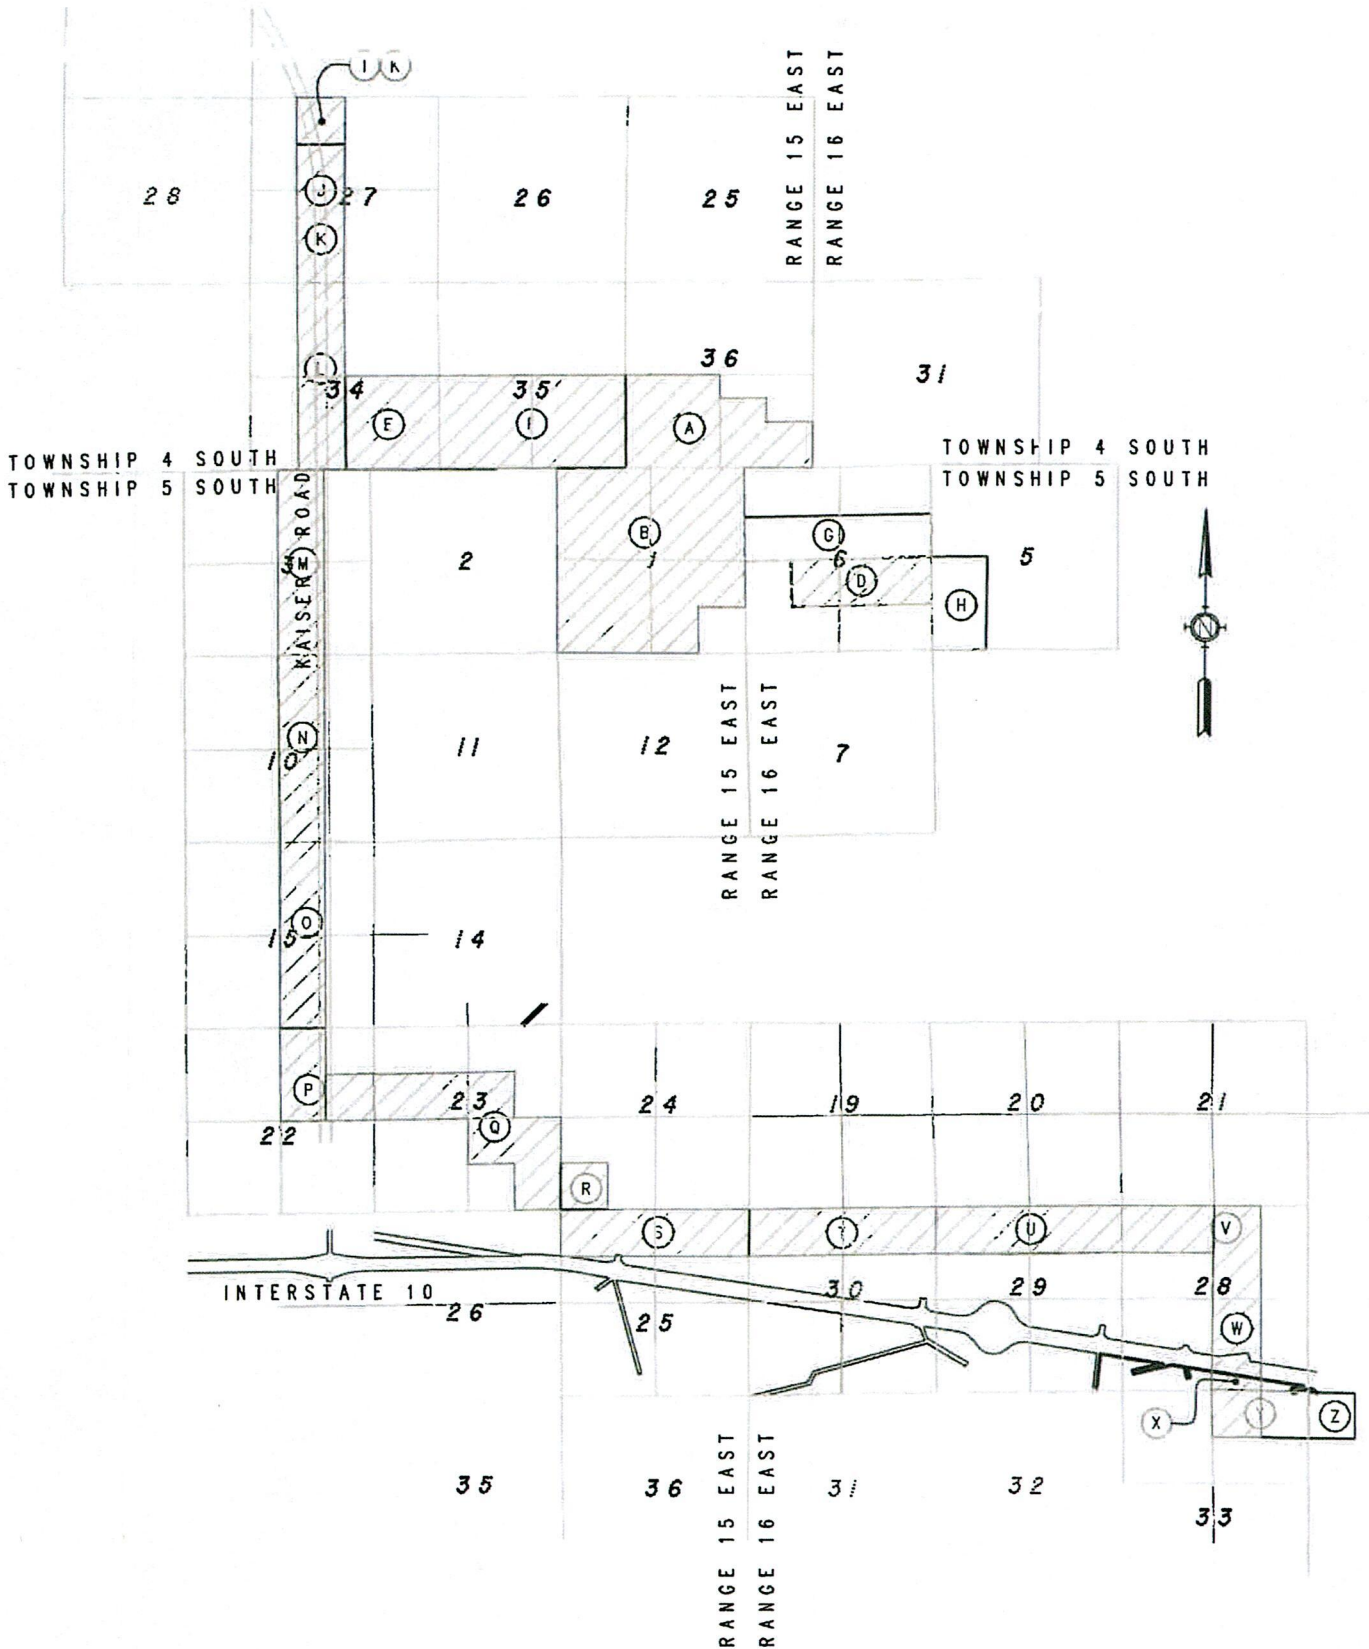 I K
RANGE 15 EAST
RANGE 16 EAST
28
J
27
26
25
K
36
L
34
35
31
E
A
TOWNSHIP 4 SOUTH
TOWNSHIP 5 SOUTH
TOWNSHIP 4 SOUTH
TOWNSHIP 5 SOUTH
KAISER ROAD
M
2
B
1
G
6
D
5
H
N
N
10
11
12
7
RANGE 15 EAST
RANGE 16 EAST
O
15
14
P
23
24
19
20
21
Q
22
R
S
T
U
V
INTERSTATE 10
26
25
30
29
28
W
X
Y
Z
35
36
31
32
33
RANGE 15 EAST
RANGE 16 EAST